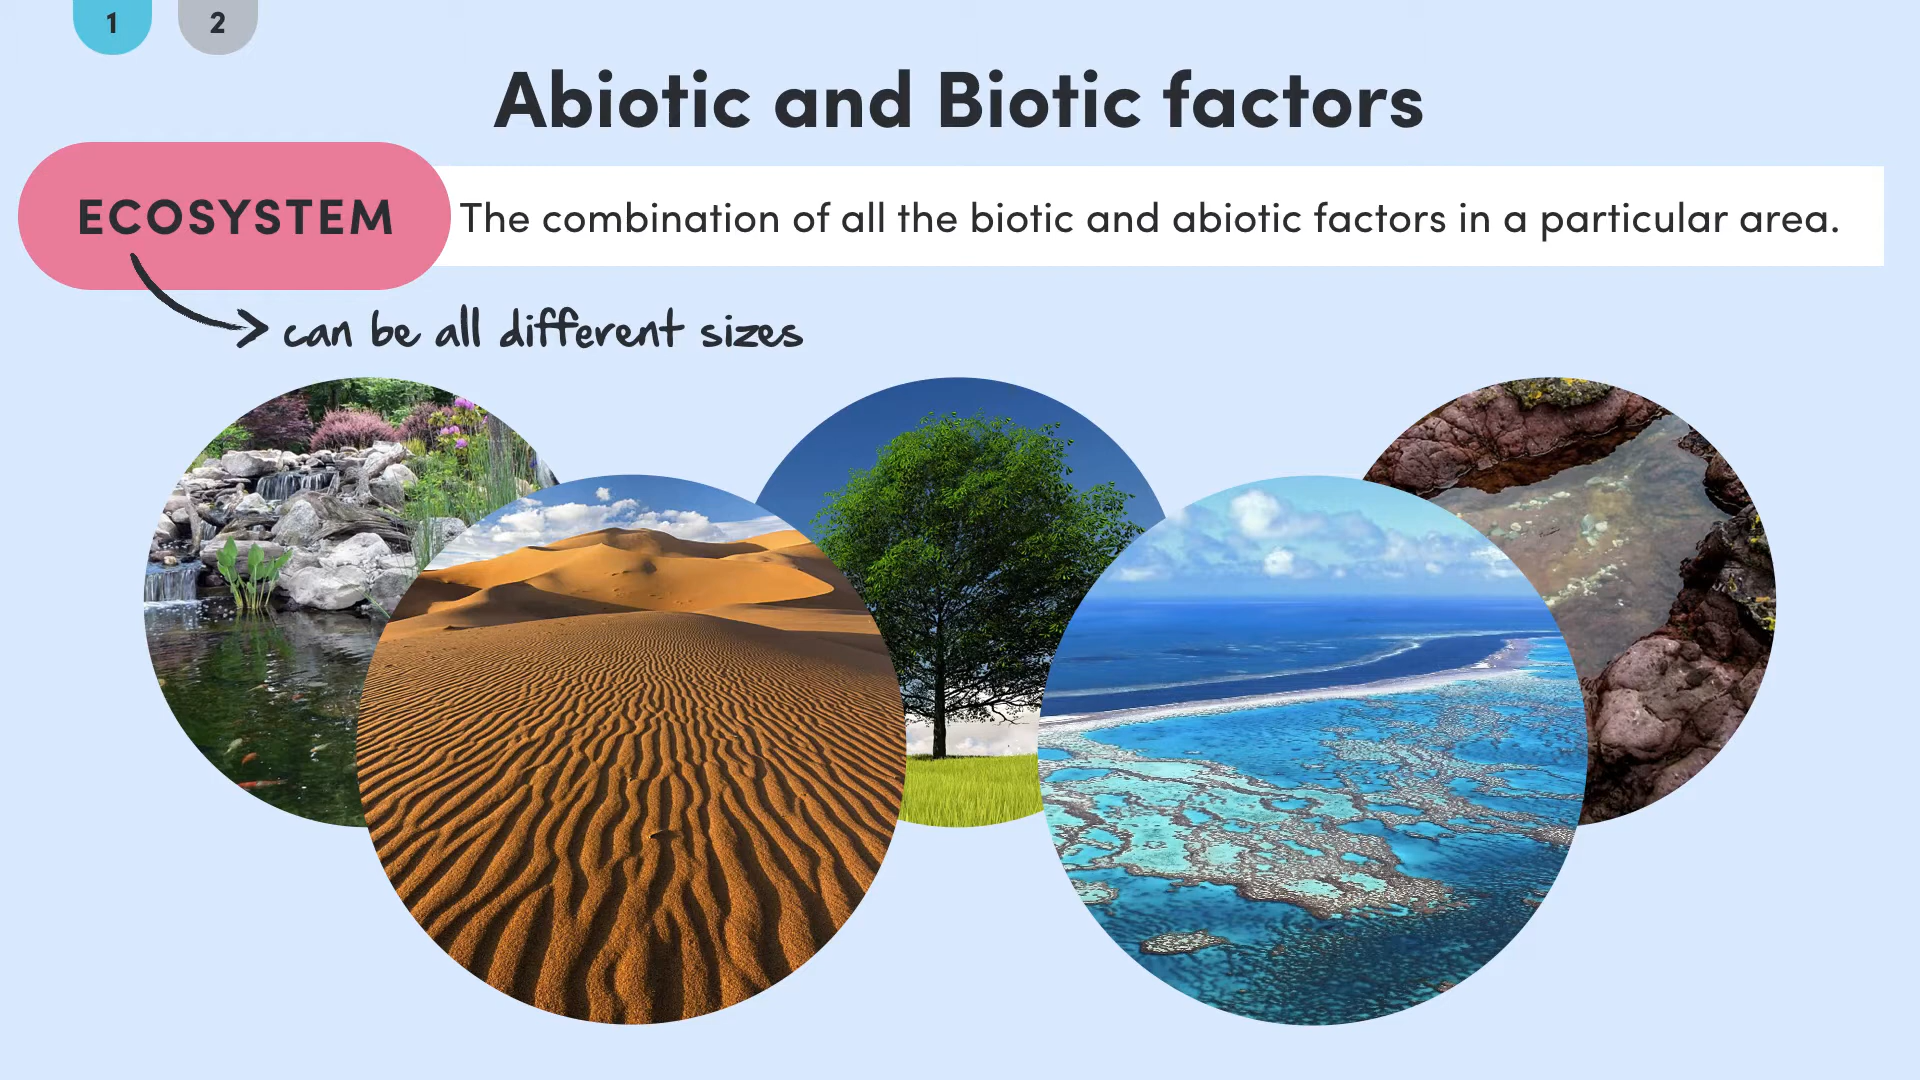 1 2
Abiotic and Biotic factors
ECOSYSTEM The combination of all the biotic and abiotic factors in a particular area.
can be all different sizes